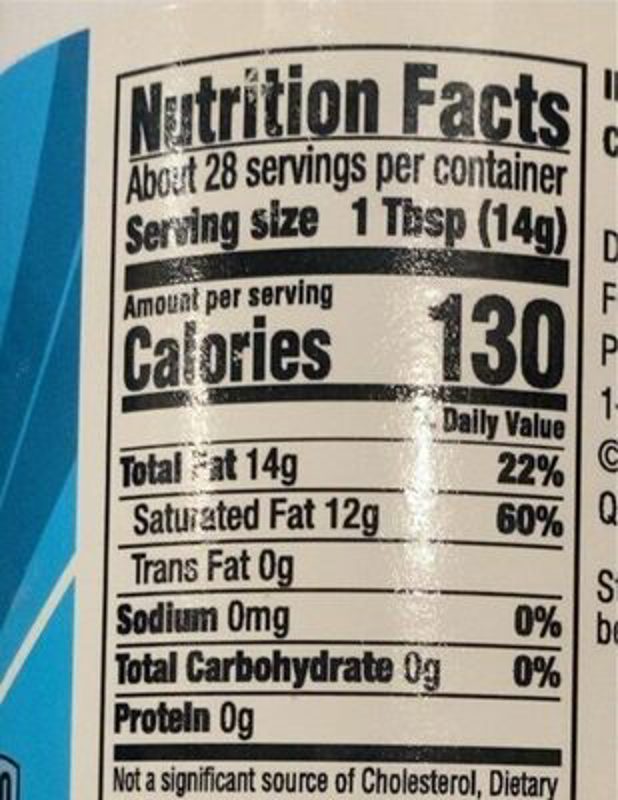 Nutrition Facts
About 28 servings per container
Serving size 1 Tbsp (14g)
Amount per serving
Calories 130
Daily Value
Total Fat 14g 22%
Saturated Fat 12g 60%
Trans Fat 0g
Sodium 0mg 0%
Total Carbohydrate 0g 0%
Protein 0g
Not a significant source of Cholesterol, Dietary